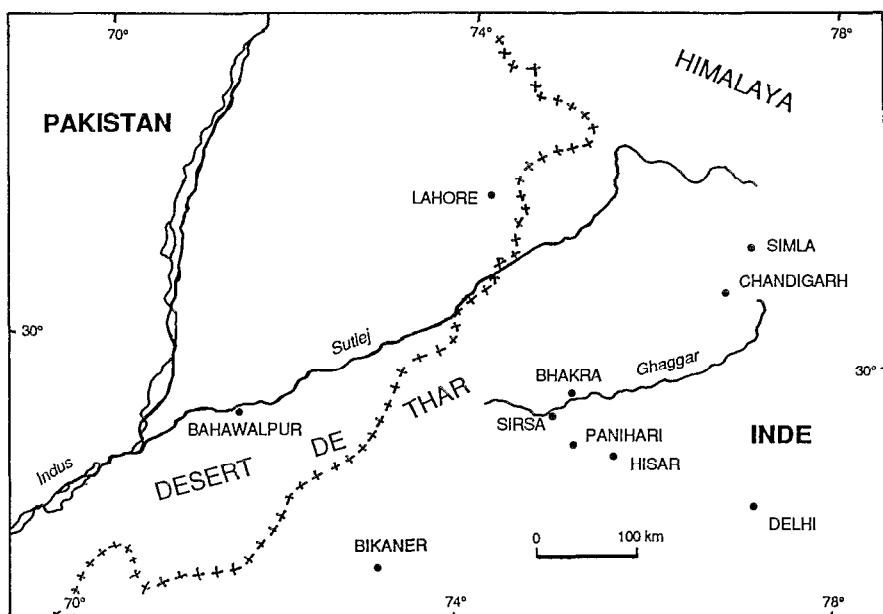 70°
74°
78°
HIMALAYA
PAKISTAN
LAHORE
SIMLA
CHANDIGARH
30°
Sutlej
Ghaggar
30°
BHAKRA
THAR
BAHAWALPUR
DE
SIRSA
PANIHARI
INDE
Indus
DESERT
HISAR
DELHI
0 100 km
BIKANER
70°
74°
78°